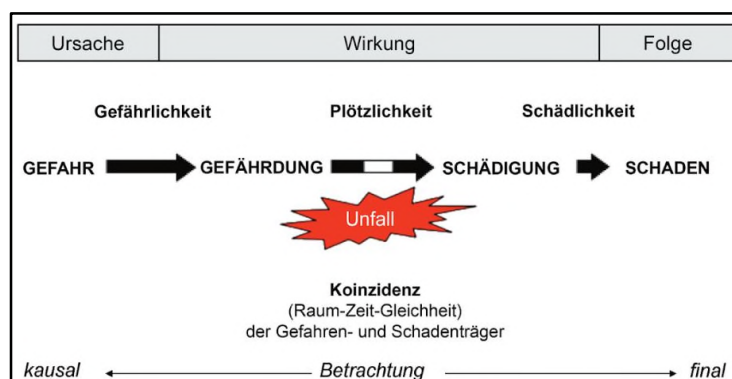 Ursache Wirkung Folge
Gefährlichkeit Plötzlichkeit Schädlichkeit
GEFAHR GEFÄHRDUNG SCHÄDIGUNG SCHADEN
Unfall
Koinzidenz
(Raum-Zeit-Gleichheit)
der Gefahren- und Schadenträger
kausal Betrachtung final